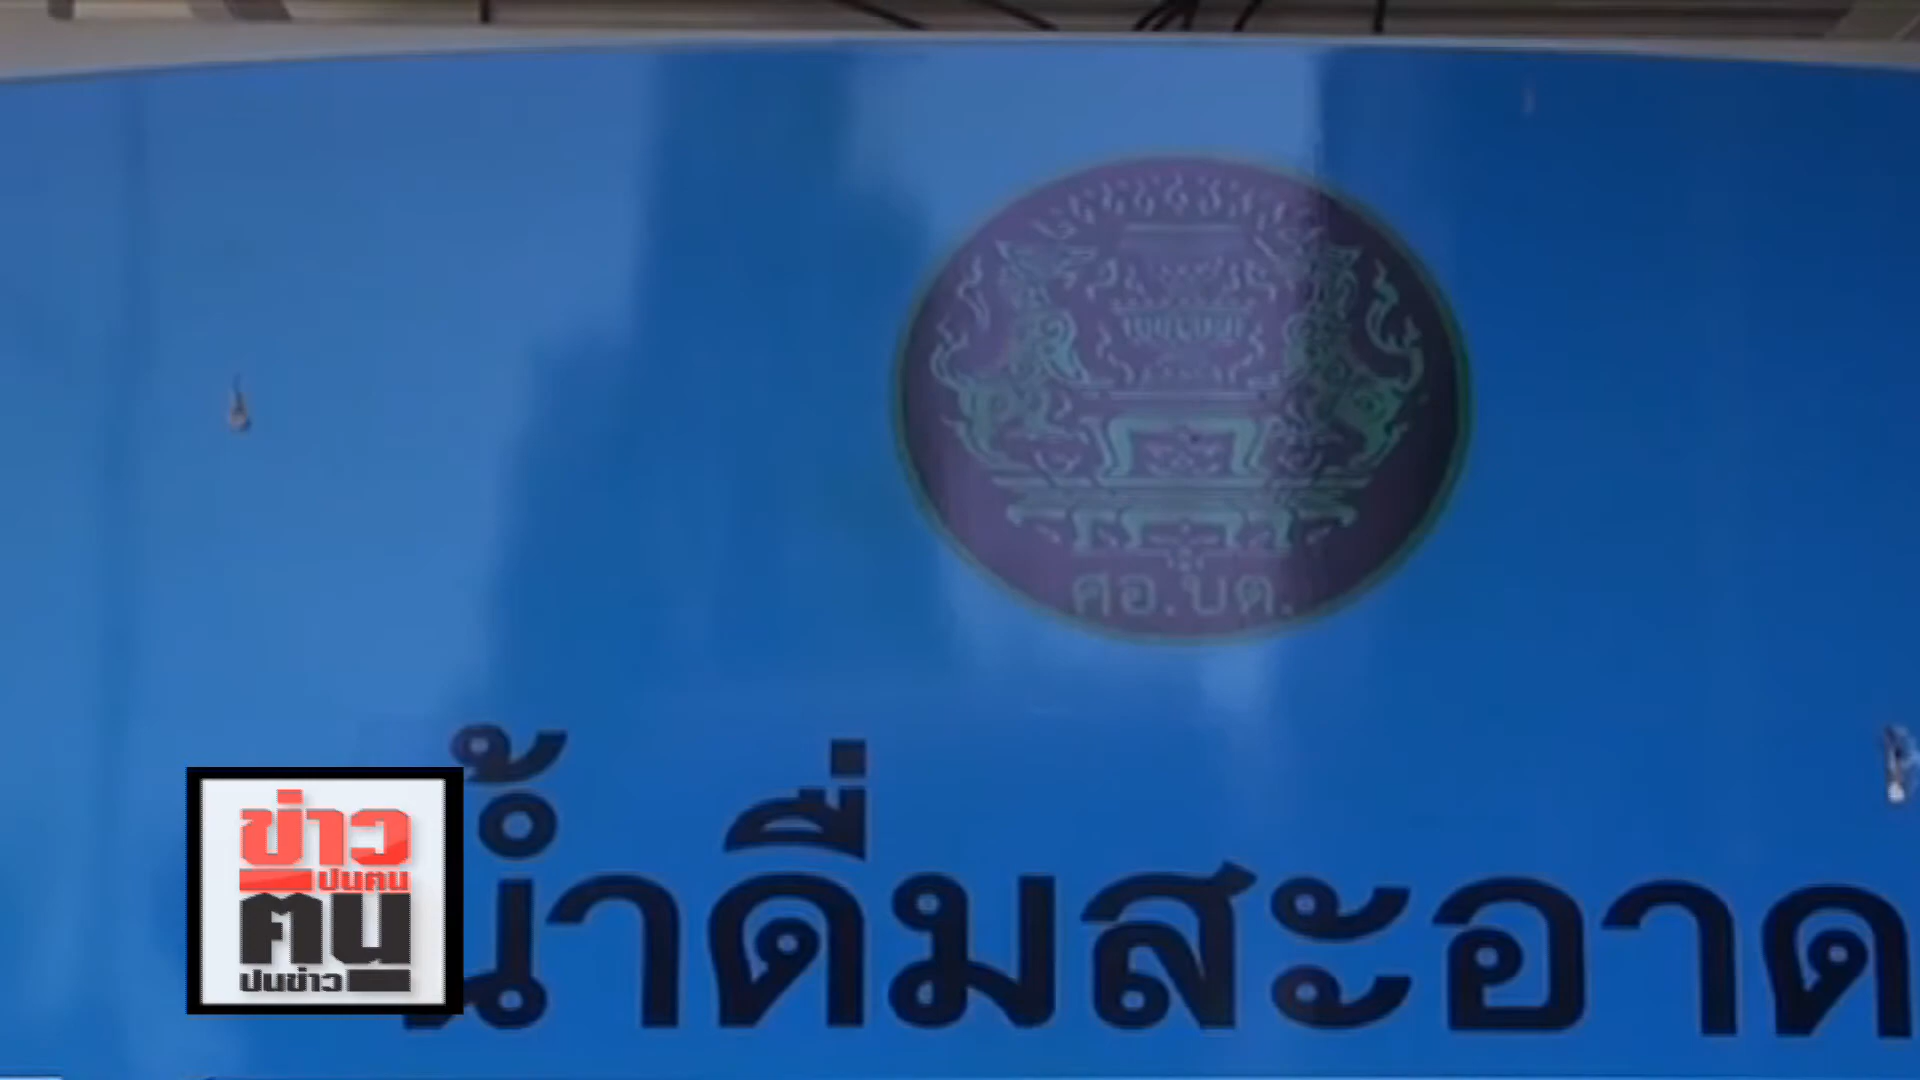 ศอ.บต.
น้ำดื่มสะอาด
ข่าว
ปนคน
คน
ปนข่าว